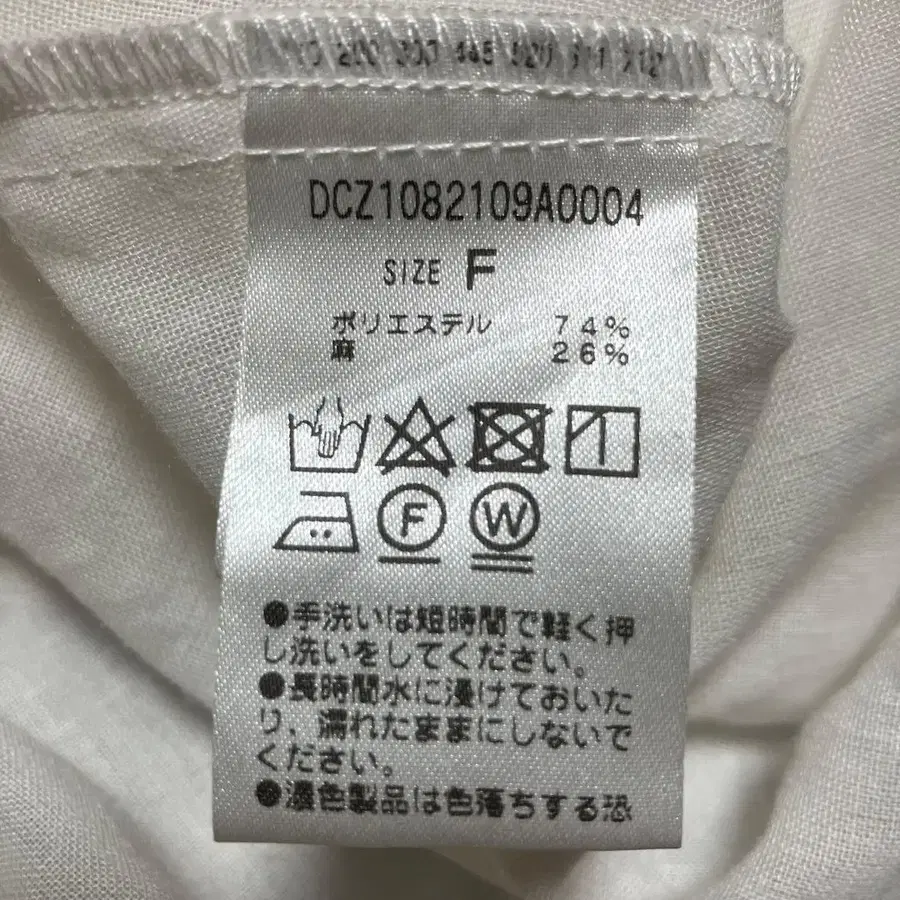 200 300
DCZ1082109A0004
SIZE F
ポリエステル 74%
麻 26%
F W
●手洗いは短時間で軽く押
し洗いをしてください。
●長時間水に浸けておいた
り、濡れたままにしないで
ください。
●濃色製品は色落ちする恐